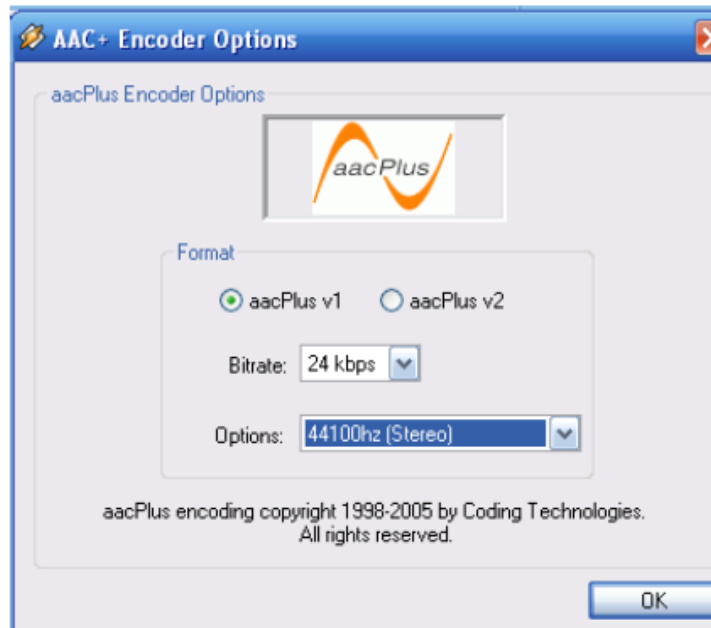 AAC+ Encoder Options
aacPlus Encoder Options
aacPlus
Format
aacPlus v1 aacPlus v2
Bitrate: 24 kbps
Options: 44100hz (Stereo)
aacPlus encoding copyright 1998-2005 by Coding Technologies.
All rights reserved.
OK